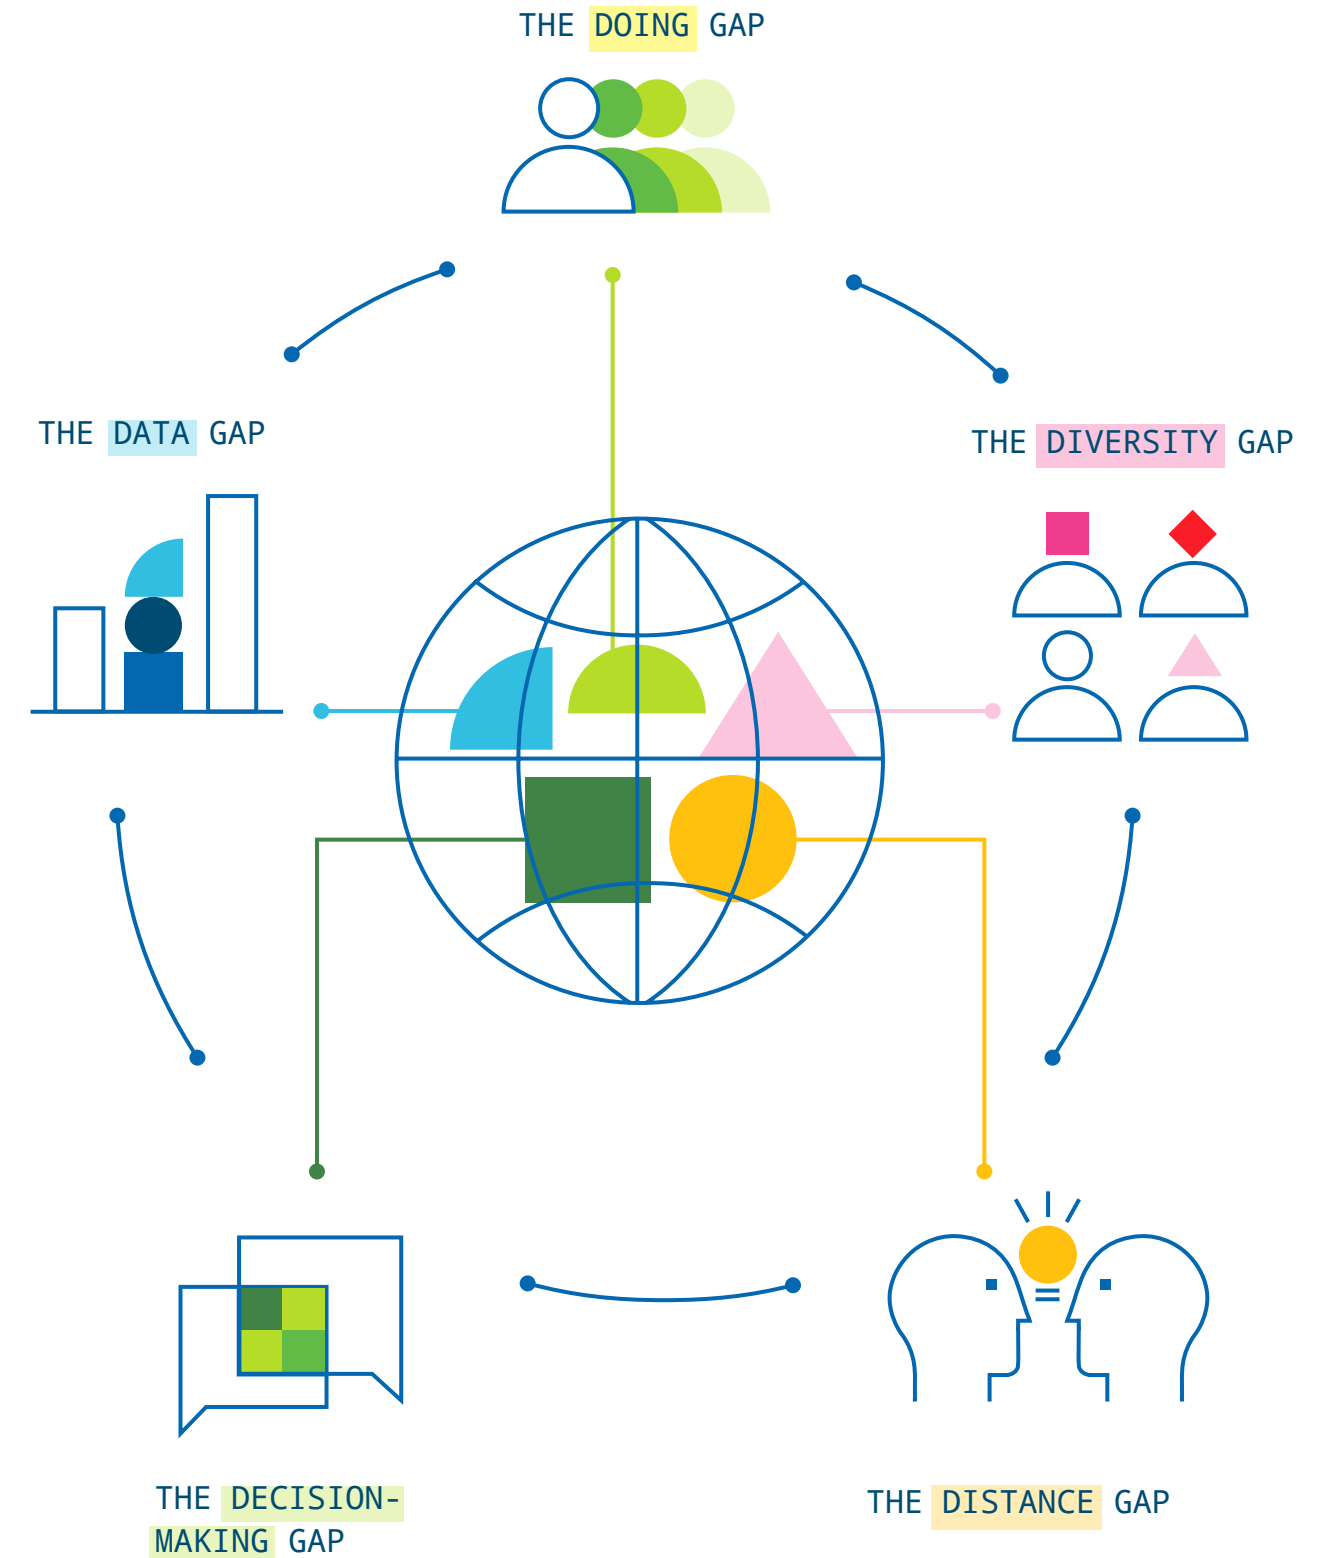 THE DOING GAP
THE DATA GAP
THE DIVERSITY GAP
THE DECISION-
MAKING GAP
THE DISTANCE GAP